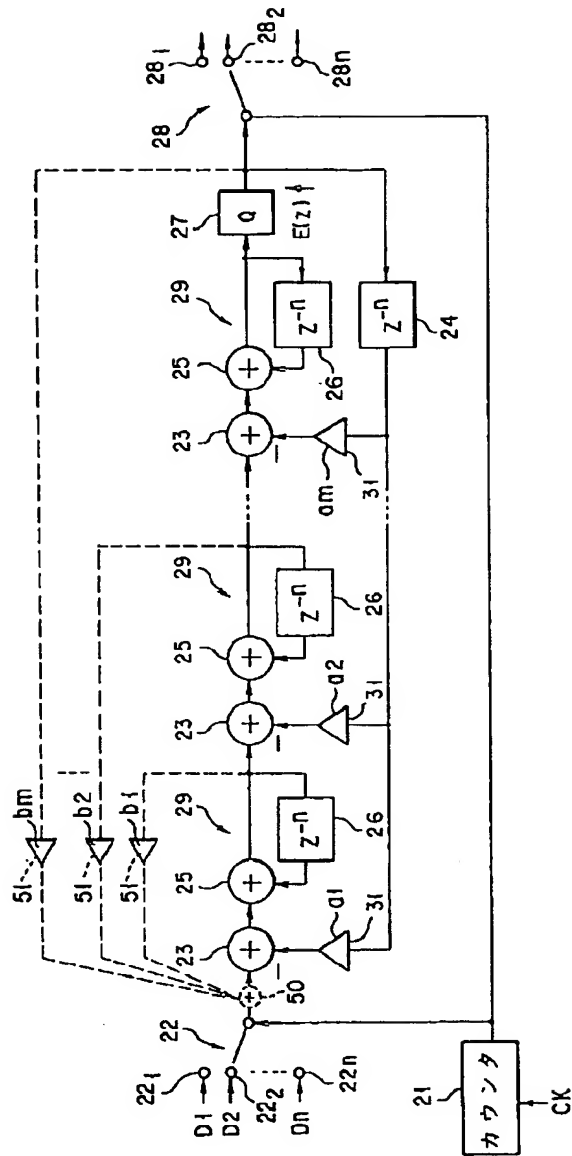 bm
51
b2
51
b1
51
22
22₁
D1
D2
22₂
Dn
22n
50
+
23
+
25
+
29
Z⁻ⁿ
26
a1
31
23
+
25
+
29
Z⁻ⁿ
26
a2
31
23
+
25
+
29
Z⁻ⁿ
26
am
31
27
Q
E(z)
Z⁻ⁿ
24
28
28₁
28₂
28n
21
カウンタ
CK